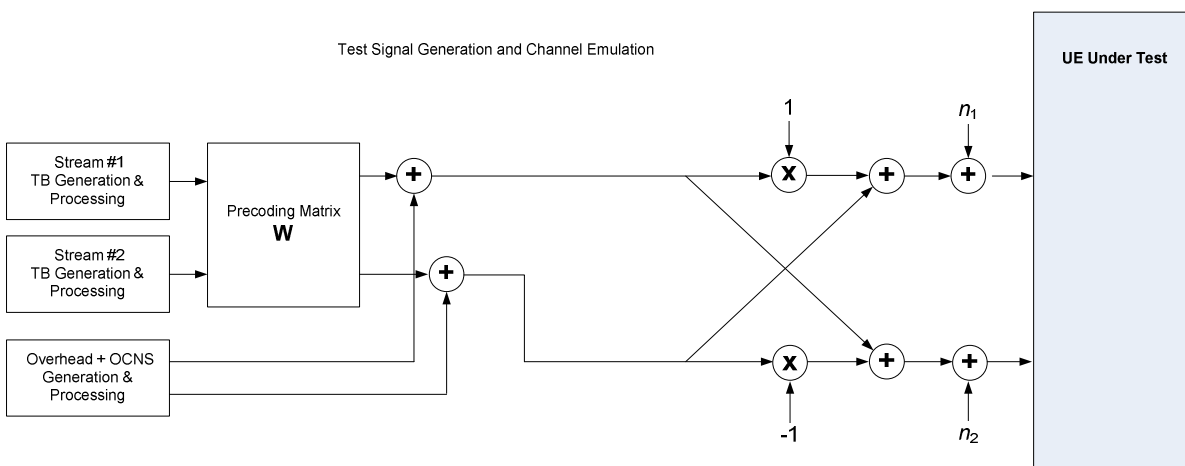 Test Signal Generation and Channel Emulation
UE Under Test
1
n1
Stream #1
TB Generation &
Processing
Precoding Matrix
W
+
x
+
+
Stream #2
TB Generation &
Processing
+
Overhead + OCNS
Generation &
Processing
x
+
+
-1
n2